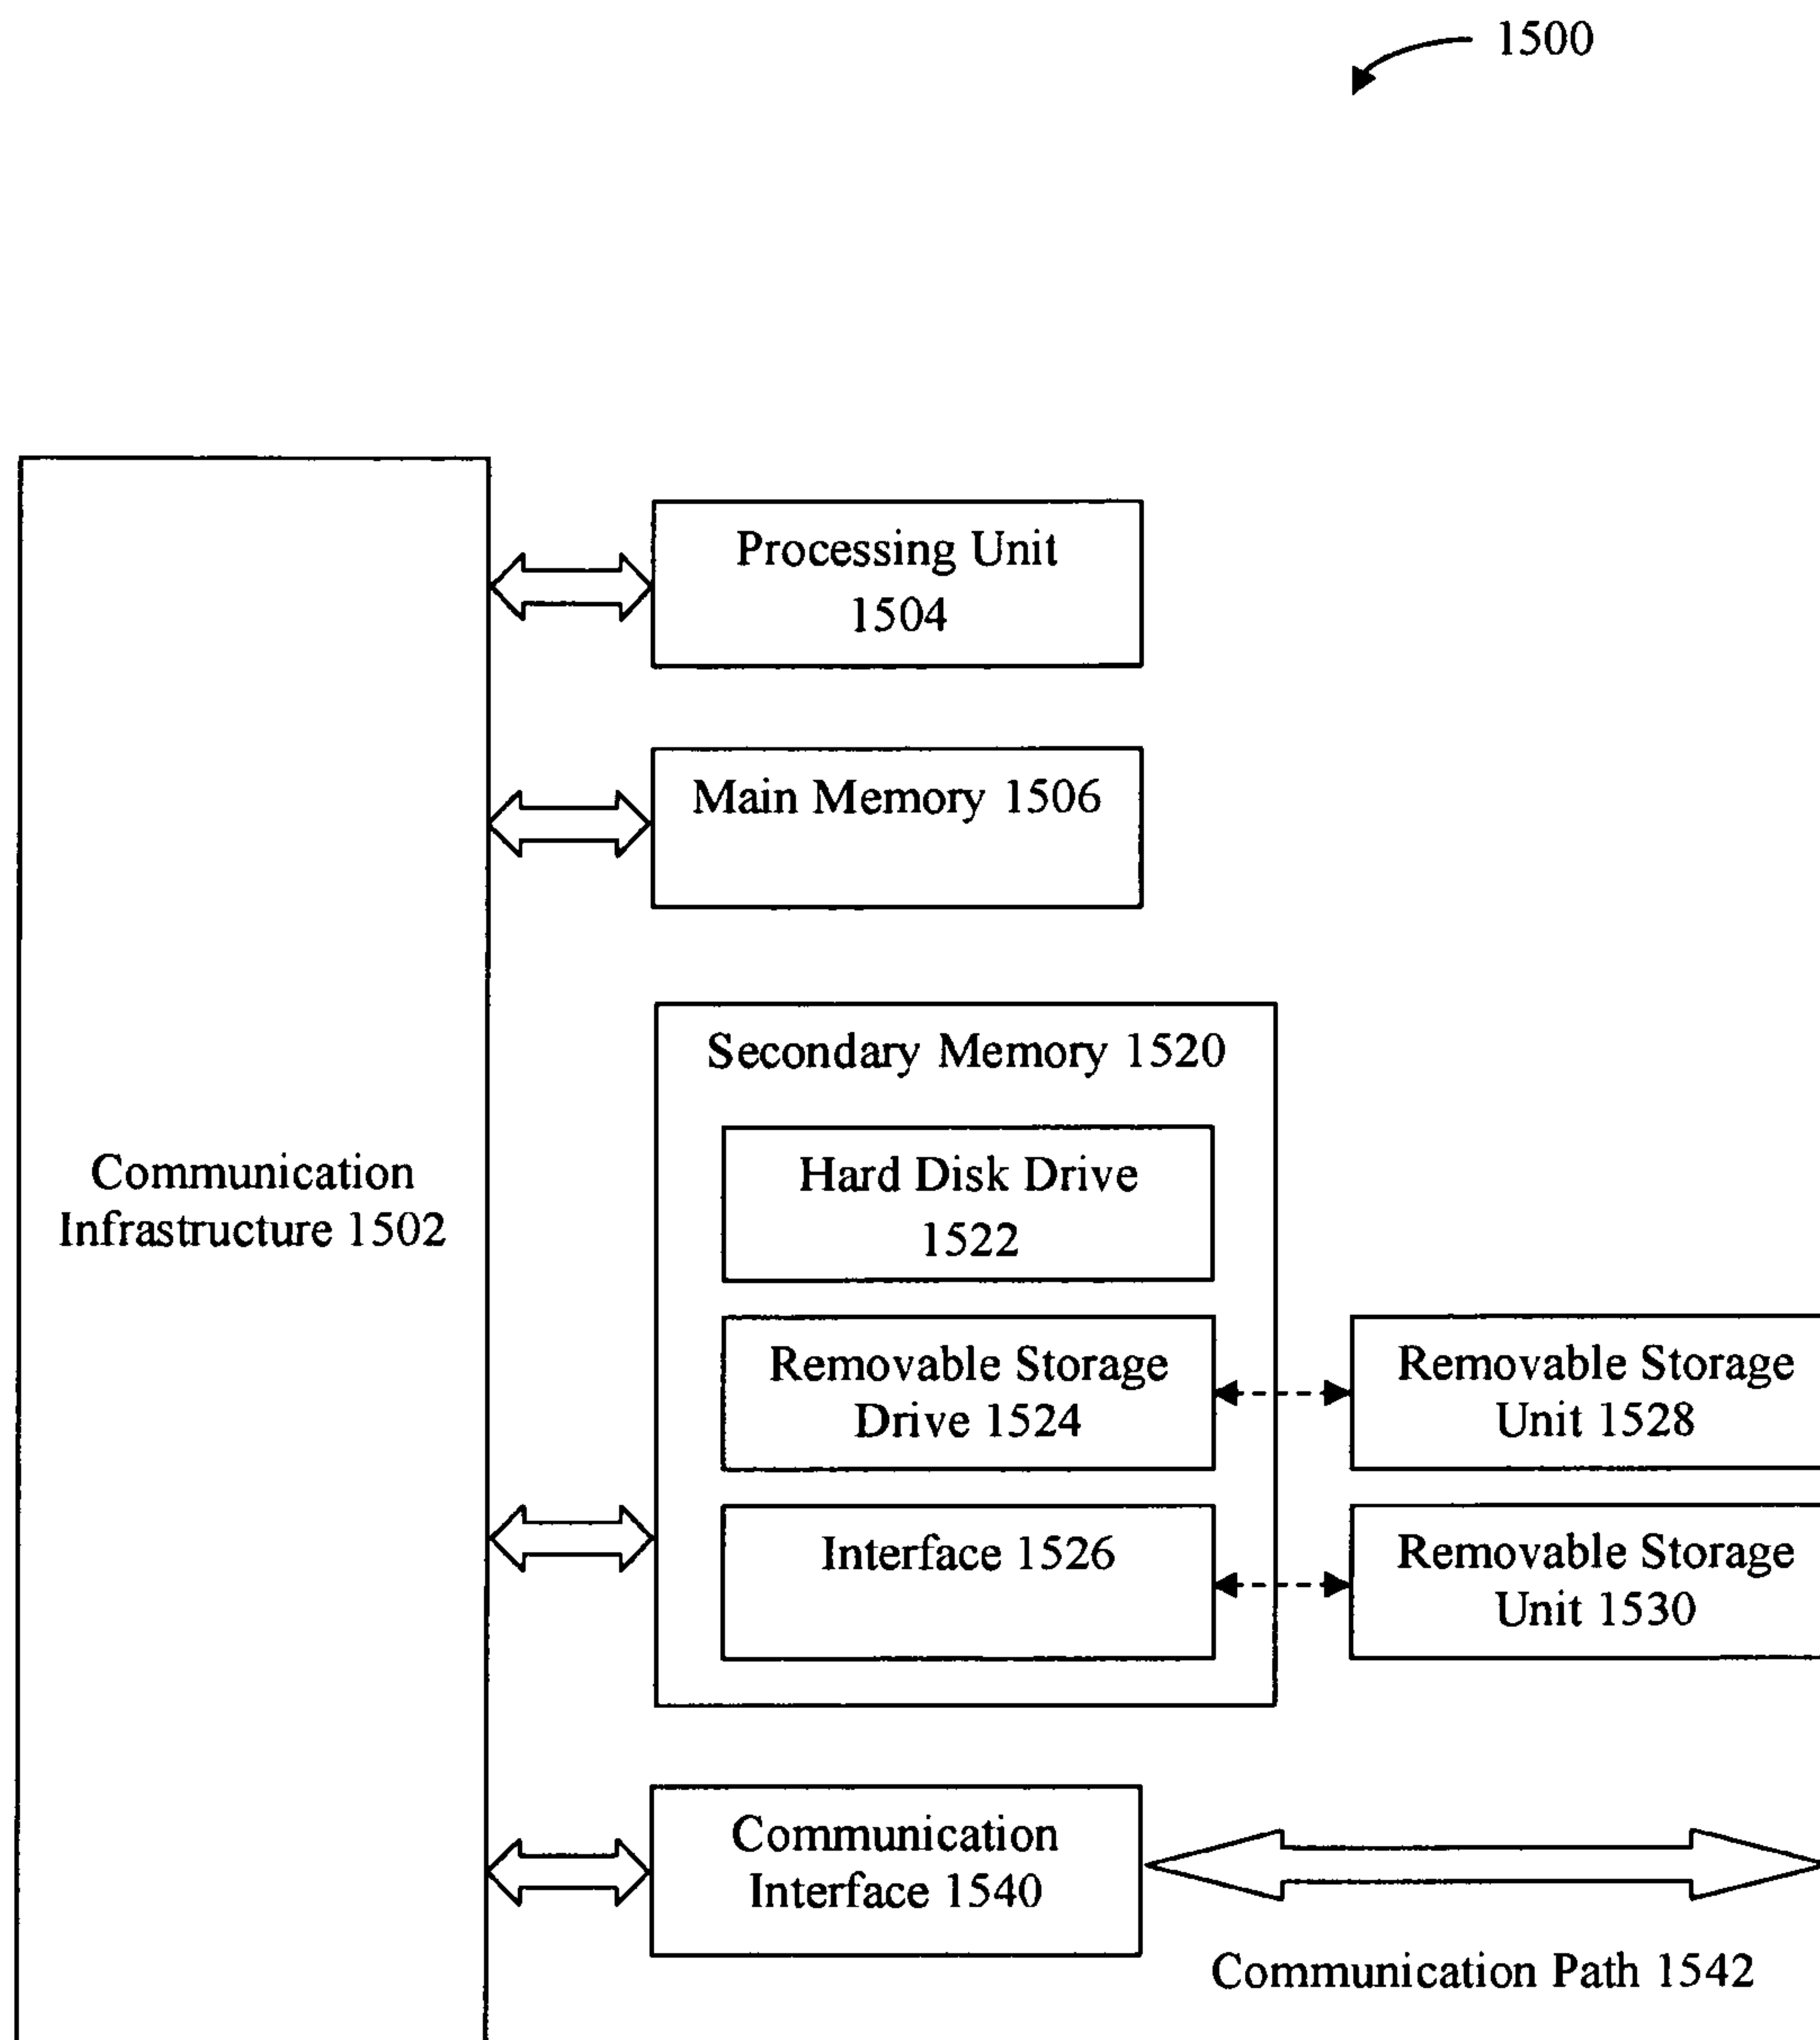 1500
Processing Unit
1504
Main Memory 1506
Secondary Memory 1520
Communication
Infrastructure 1502
Hard Disk Drive
1522
Removable Storage
Drive 1524
Removable Storage
Unit 1528
Interface 1526
Removable Storage
Unit 1530
Communication
Interface 1540
Communication Path 1542